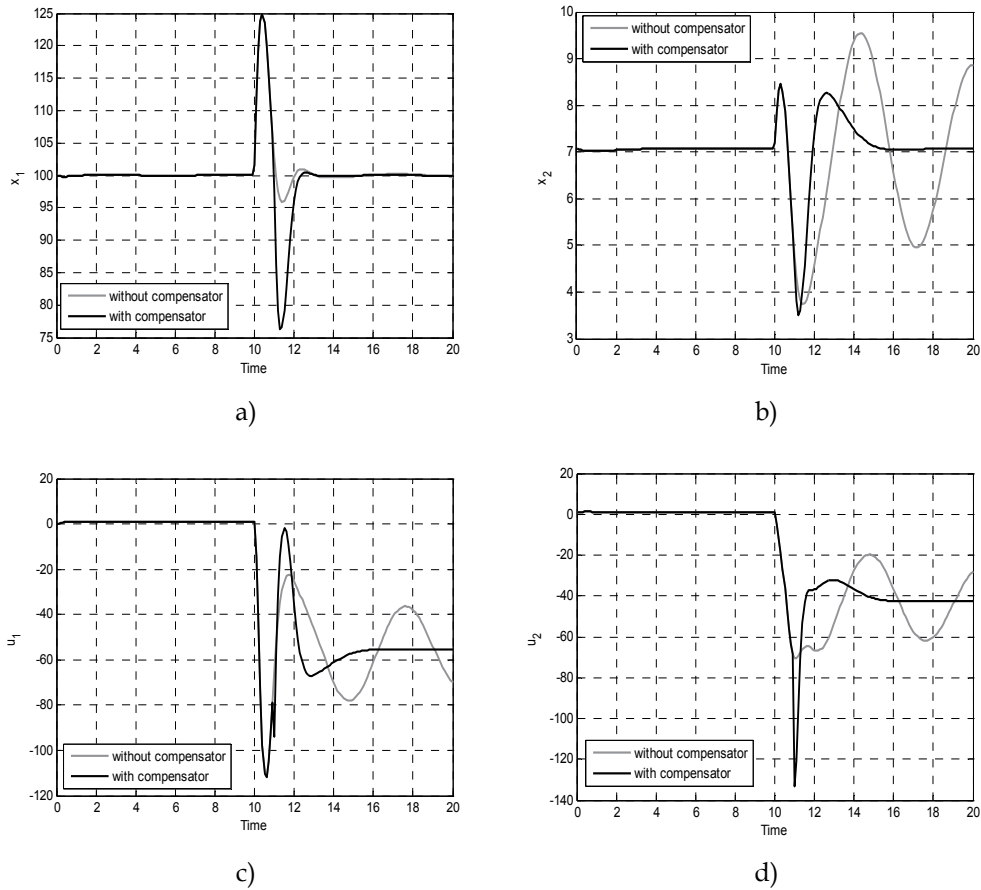 125
120
115
110
105
100
95
90
85
80
75
x1
without compensator
with compensator
0 2 4 6 8 10 12 14 16 18 20
Time
a)
10
9
8
7
6
5
4
3
x2
without compensator
with compensator
0 2 4 6 8 10 12 14 16 18 20
Time
b)
20
0
-20
-40
-60
-80
-100
-120
u1
without compensator
with compensator
0 2 4 6 8 10 12 14 16 18 20
Time
c)
20
0
-20
-40
-60
-80
-100
-120
-140
u2
without compensator
with compensator
0 2 4 6 8 10 12 14 16 18 20
Time
d)